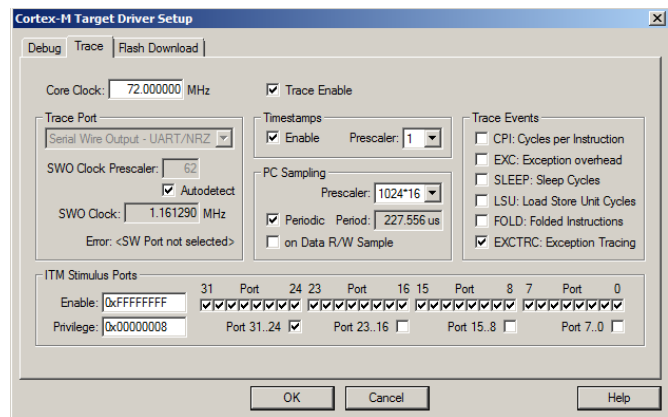 Cortex-M Target Driver Setup
Debug Trace Flash Download
Core Clock: 72.000000 MHz
Trace Enable
Trace Port
Serial Wire Output - UART/NRZ
SWO Clock Prescaler: 62
Autodetect
SWO Clock: 1.161290 MHz
Error: <SW Port not selected>
Timestamps
Enable Prescaler: 1
PC Sampling
Prescaler: 1024*16
Periodic Period: 227.556 us
on Data R/W Sample
Trace Events
CPI: Cycles per Instruction
EXC: Exception overhead
SLEEP: Sleep Cycles
LSU: Load Store Unit Cycles
FOLD: Folded Instructions
EXCTRC: Exception Tracing
ITM Stimulus Ports
31 Port 24 23 Port 16 15 Port 8 7 Port 0
Enable: 0xFFFFFFFF
Privilege: 0x00000008 Port 31..24 Port 23..16 Port 15..8 Port 7..0
OK Cancel Help